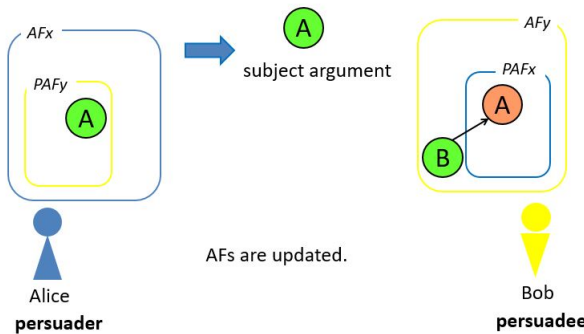 AFx
PAFy
A
A
subject argument
AFy
PAFx
A
B
AFs are updated.
Alice
persuader
Bob
persuadee